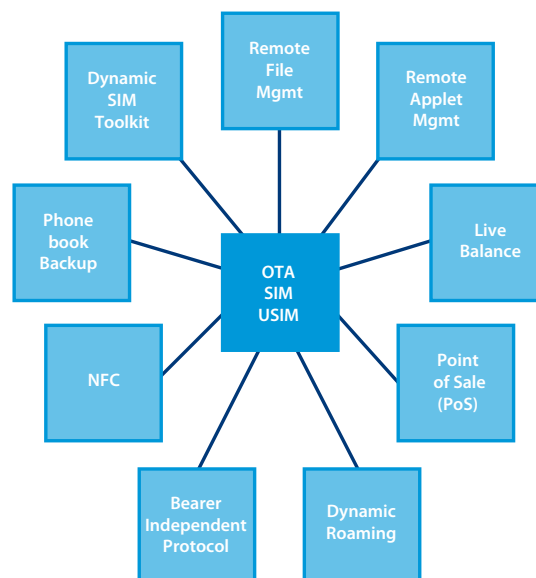 Remote
File
Mgmt
Dynamic
SIM
Toolkit
Remote
Applet
Mgmt
Phone
book
Backup
OTA
SIM
USIM
Live
Balance
NFC
Point
of Sale
(PoS)
Bearer
Independent
Protocol
Dynamic
Roaming